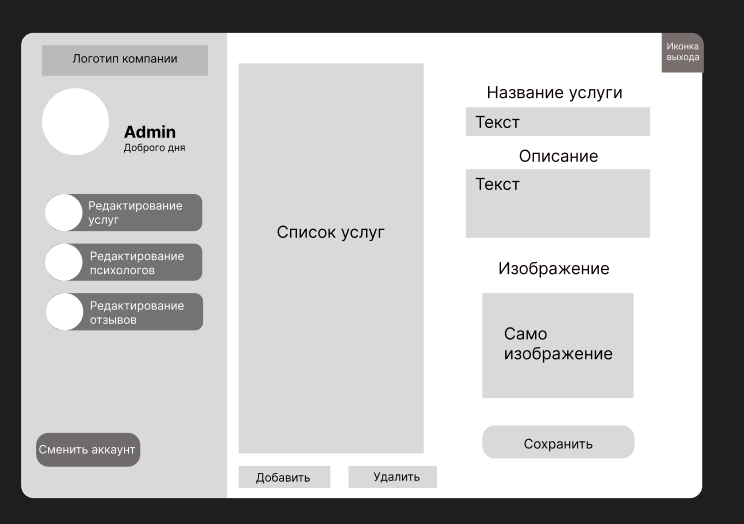 Логотип компании
Admin
Доброго дня
Редактирование
услуг
Редактирование
психологов
Редактирование
отзывов
Сменить аккаунт
Список услуг
Добавить
Удалить
Иконка
выхода
Название услуги
Текст
Описание
Текст
Изображение
Само
изображение
Сохранить